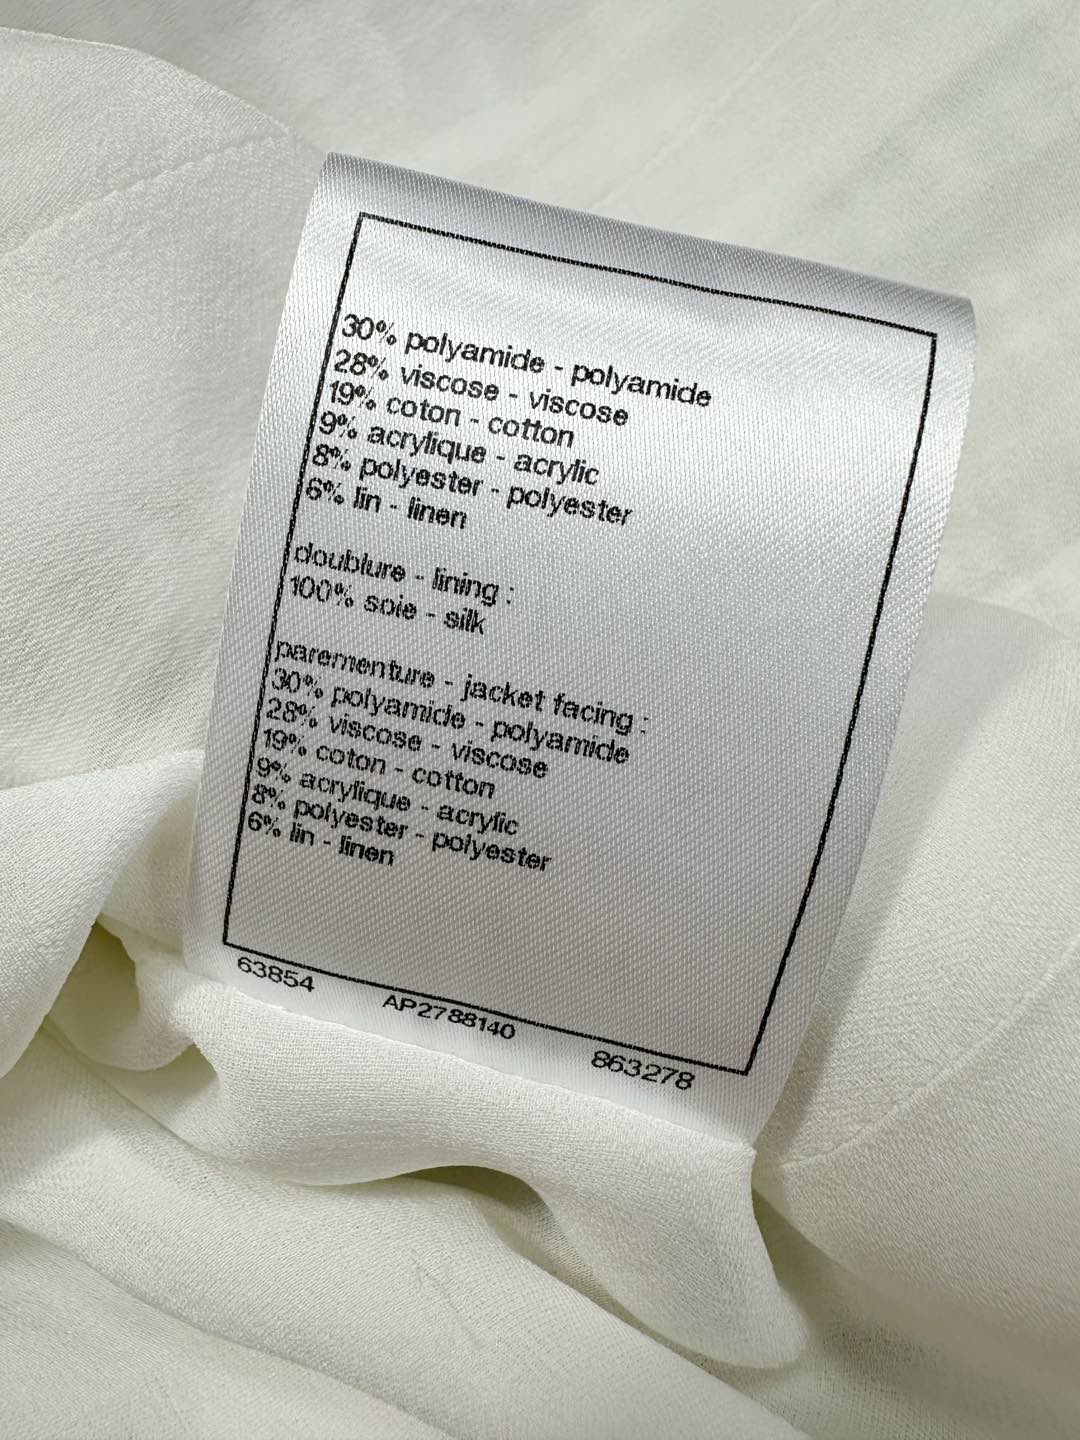 30% polyamide - polyamide
28% viscose - viscose
19% coton - cotton
9% acrylique - acrylic
8% polyester - polyester
6% lin - linen
doublure - lining :
100% soie - silk
parementure - jacket facing :
30% polyamide - polyamide
28% viscose - viscose
19% coton - cotton
9% acrylique - acrylic
8% polyester - polyester
6% lin - linen
63854 AP2788140 863278